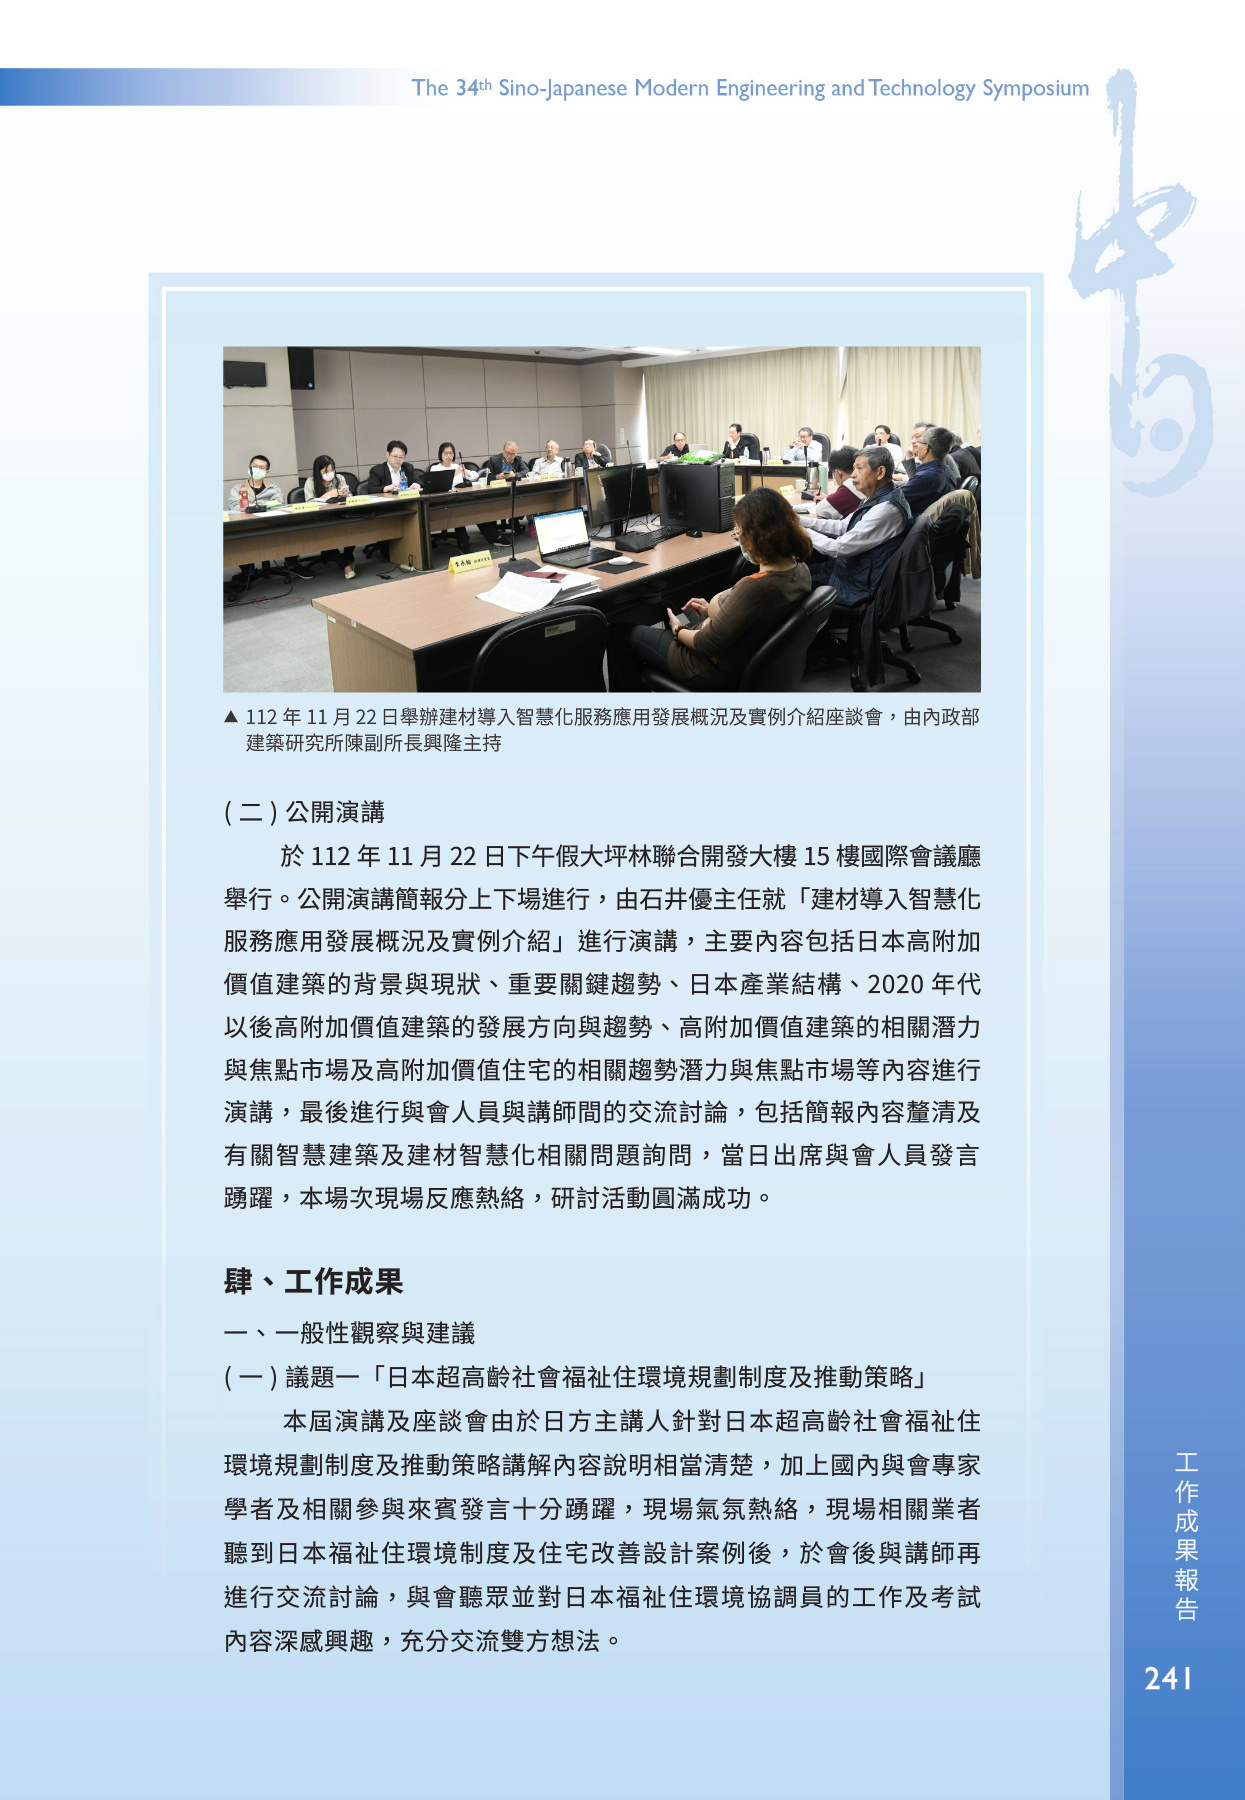 The 34th Sino-Japanese Modern Engineering and Technology Symposium
中日
▲ 112 年 11 月 22 日舉辦建材導入智慧化服務應用發展概況及實例介紹座談會，由內政部
建築研究所陳副所長興隆主持
( 二 ) 公開演講
於 112 年 11 月 22 日下午假大坪林聯合開發大樓 15 樓國際會議廳
舉行。公開演講簡報分上下場進行，由石井優主任就「建材導入智慧化
服務應用發展概況及實例介紹」進行演講，主要內容包括日本高附加
價值建築的背景與現狀、重要關鍵趨勢、日本產業結構、2020 年代
以後高附加價值建築的發展方向與趨勢、高附加價值建築的相關潛力
與焦點市場及高附加價值住宅的相關趨勢潛力與焦點市場等內容進行
演講，最後進行與會人員與講師間的交流討論，包括簡報內容釐清及
有關智慧建築及建材智慧化相關問題詢問，當日出席與會人員發言
踴躍，本場次現場反應熱絡，研討活動圓滿成功。
肆、工作成果
一、一般性觀察與建議
( 一 ) 議題一「日本超高齡社會福祉住環境規劃制度及推動策略」
本屆演講及座談會由於日方主講人針對日本超高齡社會福祉住
環境規劃制度及推動策略講解內容說明相當清楚，加上國內與會專家
學者及相關參與來賓發言十分踴躍，現場氣氛熱絡，現場相關業者
聽到日本福祉住環境制度及住宅改善設計案例後，於會後與講師再
進行交流討論，與會聽眾並對日本福祉住環境協調員的工作及考試
內容深感興趣，充分交流雙方想法。
工作成果報告
241